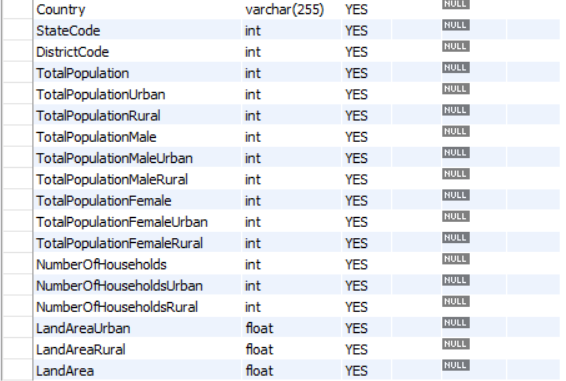 Country varchar(255) YES NULL
StateCode int YES NULL
DistrictCode int YES NULL
TotalPopulation int YES NULL
TotalPopulationUrban int YES NULL
TotalPopulationRural int YES NULL
TotalPopulationMale int YES NULL
TotalPopulationMaleUrban int YES NULL
TotalPopulationMaleRural int YES NULL
TotalPopulationFemale int YES NULL
TotalPopulationFemaleUrban int YES NULL
TotalPopulationFemaleRural int YES NULL
NumberOfHouseholds int YES NULL
NumberOfHouseholdsUrban int YES NULL
NumberOfHouseholdsRural int YES NULL
LandAreaUrban float YES NULL
LandAreaRural float YES NULL
LandArea float YES NULL